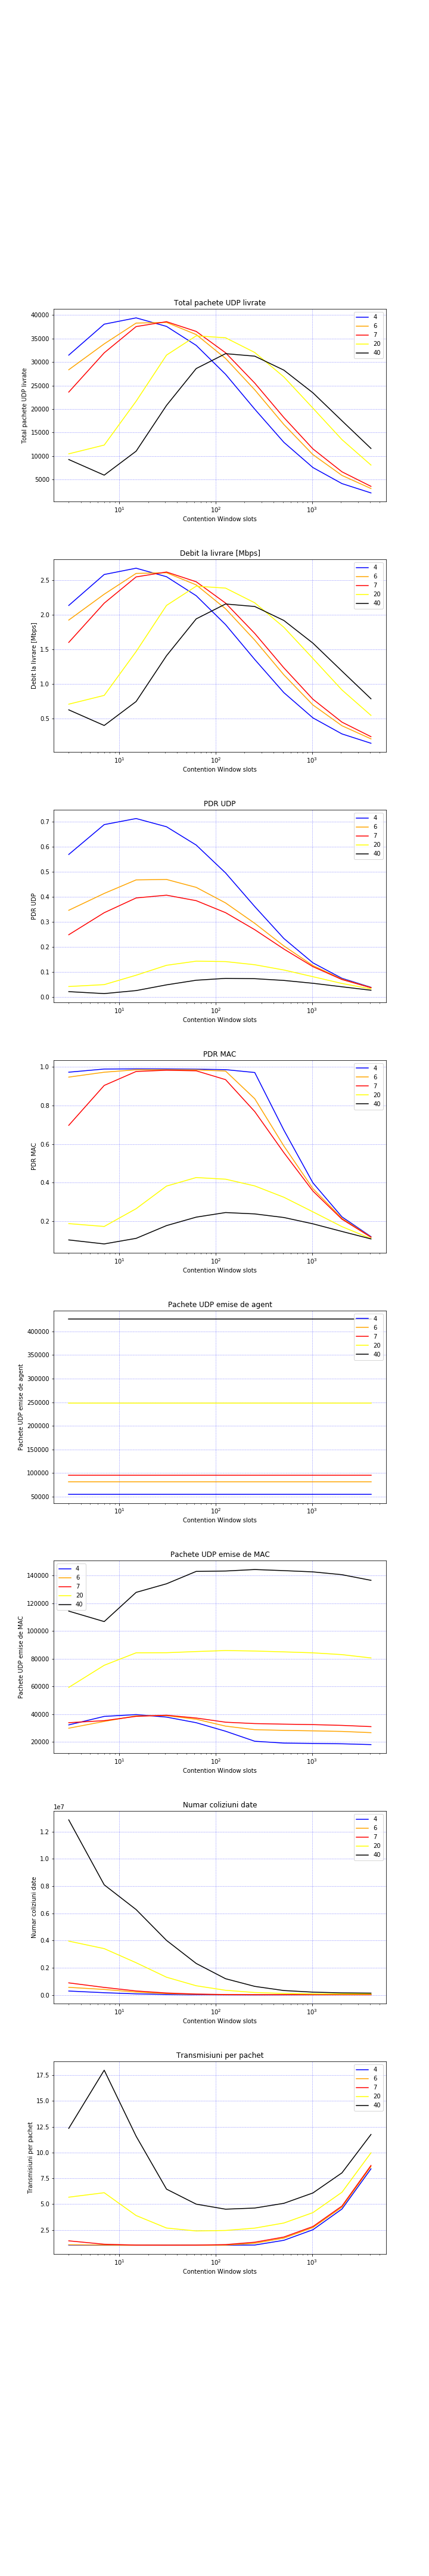 Total pachete UDP livrate
40000
35000
30000
25000
20000
15000
10000
5000
Total pachete UDP livrate
4
6
7
20
40
10¹ 10² 10³
Contention Window slots
Debit la livrare [Mbps]
2.5
2.0
1.5
1.0
0.5
Debit la livrare [Mbps]
4
6
7
20
40
10¹ 10² 10³
Contention Window slots
PDR UDP
0.7
0.6
0.5
0.4
0.3
0.2
0.1
0.0
PDR UDP
4
6
7
20
40
10¹ 10² 10³
Contention Window slots
PDR MAC
1.0
0.8
0.6
0.4
0.2
PDR MAC
4
6
7
20
40
10¹ 10² 10³
Contention Window slots
Pachete UDP emise de agent
400000
350000
300000
250000
200000
150000
100000
50000
Pachete UDP emise de agent
4
6
7
20
40
10¹ 10² 10³
Contention Window slots
Pachete UDP emise de MAC
140000
120000
100000
80000
60000
40000
20000
Pachete UDP emise de MAC
4
6
7
20
40
10¹ 10² 10³
Contention Window slots
Numar coliziuni date
1e7
1.2
1.0
0.8
0.6
0.4
0.2
0.0
Numar coliziuni date
4
6
7
20
40
10¹ 10² 10³
Contention Window slots
Transmisiuni per pachet
17.5
15.0
12.5
10.0
7.5
5.0
2.5
Transmisiuni per pachet
4
6
7
20
40
10¹ 10² 10³
Contention Window slots